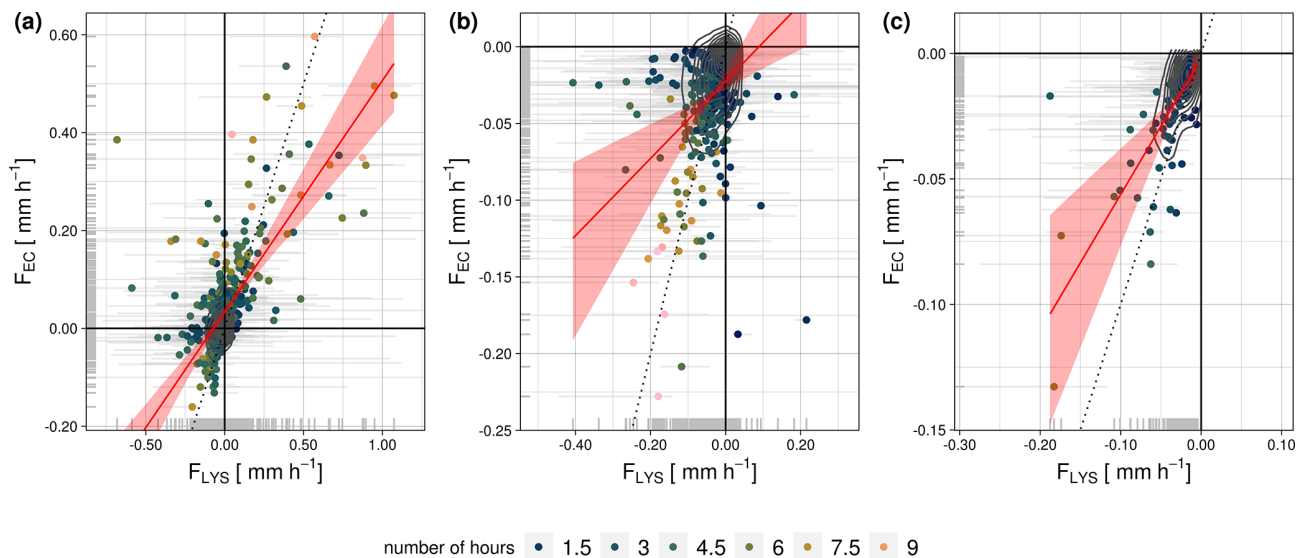 (a)
0.60
0.40
0.20
0.00
-0.20
-0.50
0.00
0.50
1.00
F_EC [ mm h⁻¹]
F_LYS [ mm h⁻¹]
(b)
0.00
-0.05
-0.10
-0.15
-0.20
-0.25
-0.40
-0.20
0.00
0.20
F_EC [ mm h⁻¹]
F_LYS [ mm h⁻¹]
(c)
0.00
-0.05
-0.10
-0.15
-0.30
-0.20
-0.10
0.00
0.10
F_EC [ mm h⁻¹]
F_LYS [ mm h⁻¹]
number of hours 1.5 3 4.5 6 7.5 9